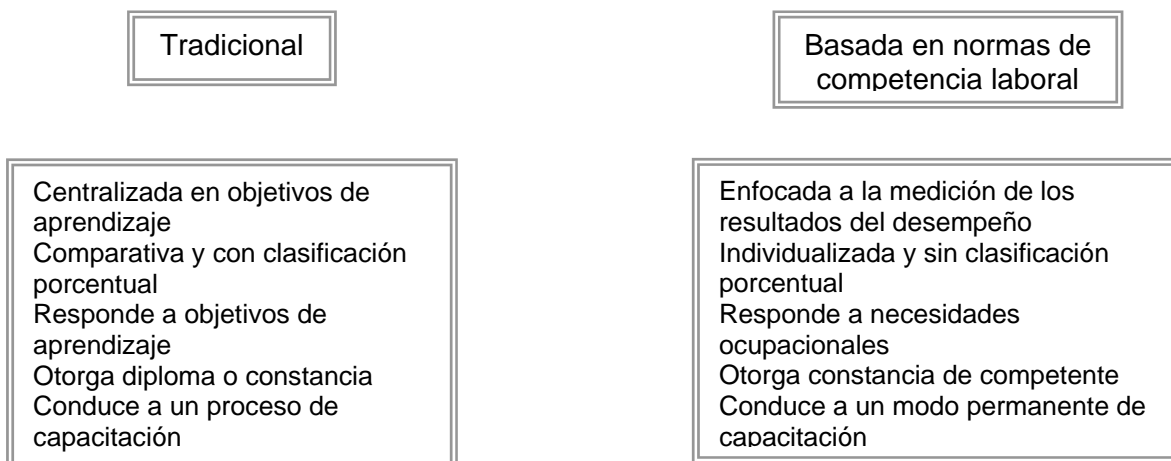 Tradicional
Basada en normas de
competencia laboral
Centralizada en objetivos de
aprendizaje
Comparativa y con clasificación
porcentual
Responde a objetivos de
aprendizaje
Otorga diploma o constancia
Conduce a un proceso de
capacitación
Enfocada a la medición de los
resultados del desempeño
Individualizada y sin clasificación
porcentual
Responde a necesidades
ocupacionales
Otorga constancia de competente
Conduce a un modo permanente de
capacitación